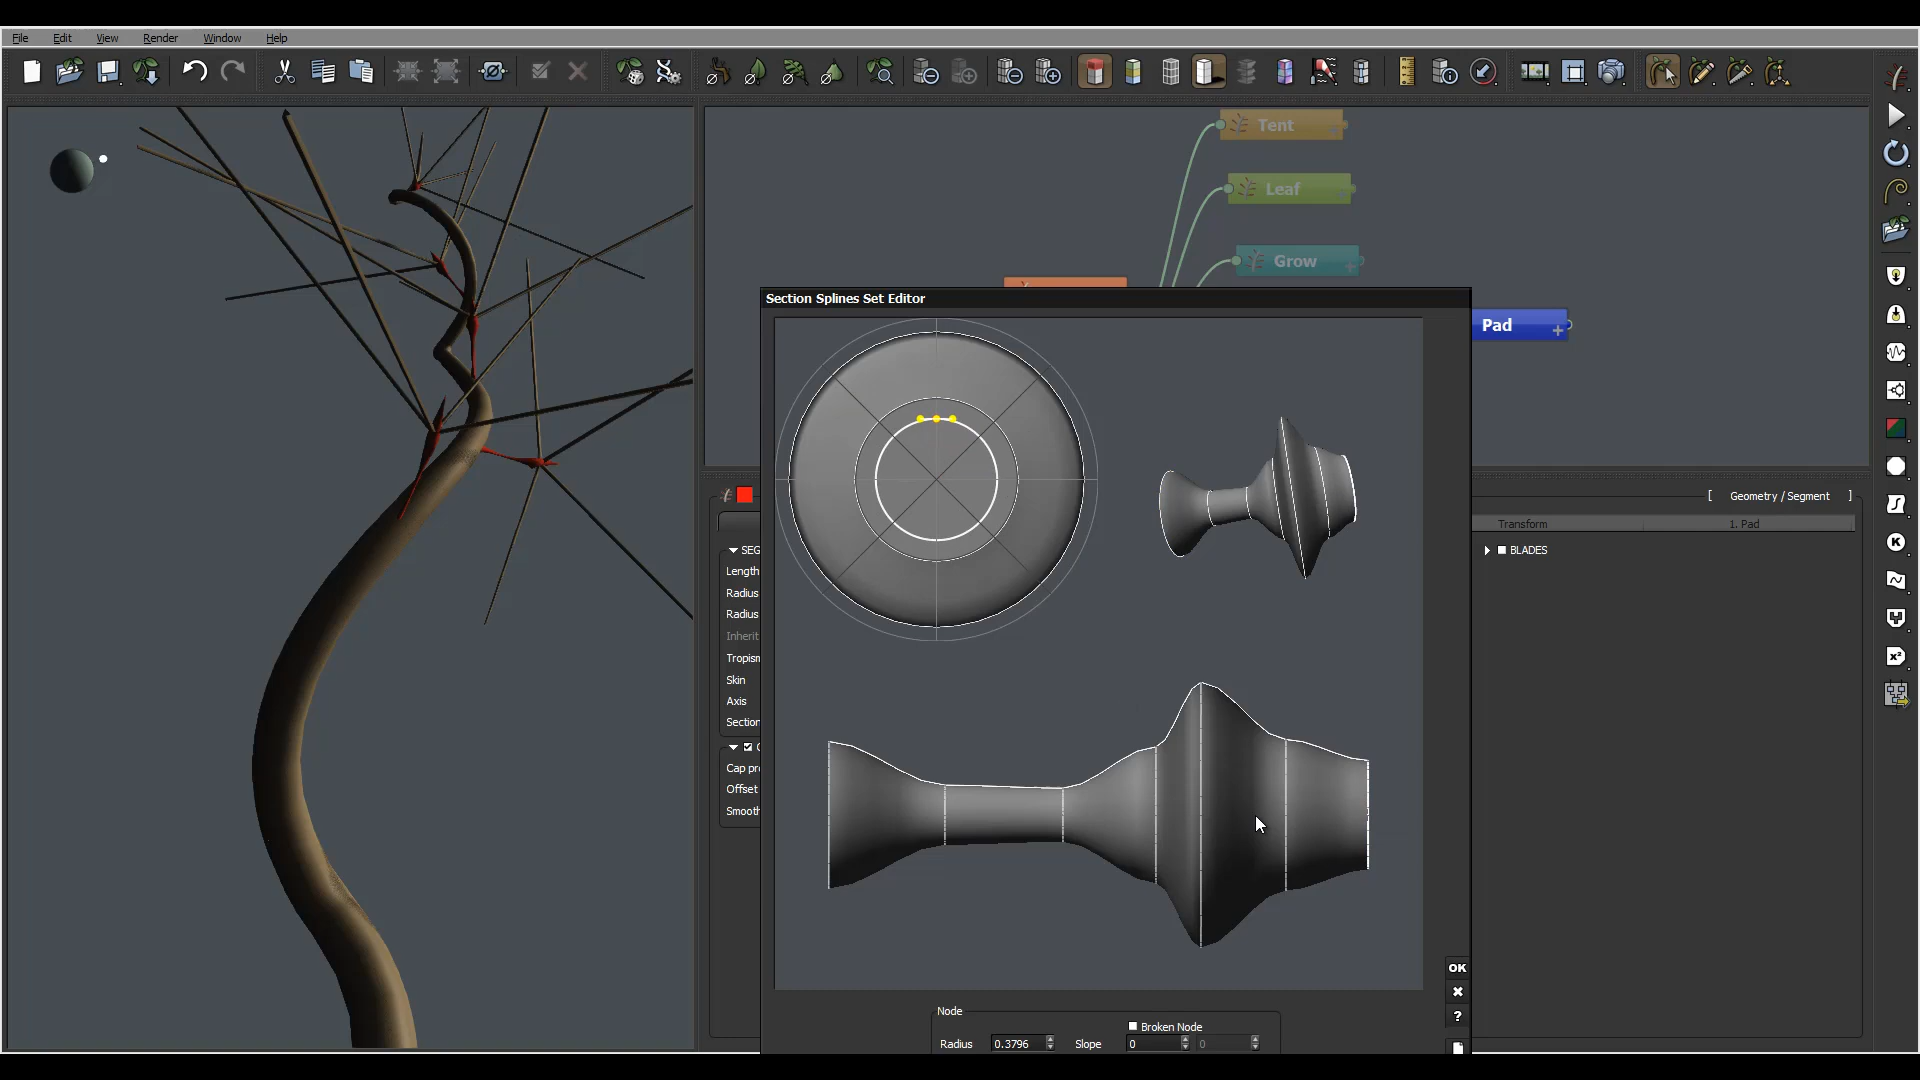 File Edit View Render Window Help
Tent
Leaf
Grow
Section Splines Set Editor
Pad
[ Geometry / Segment ]
Transform 1. Pad
SEG
BLADES
Length
Radius
Radius
Inherit
Tropism
Skin
Axis
Section
Cap pr
Offset
Smooth
OK
?
Node
Broken Node
Radius 0.3796 Slope 0 0
K
x²